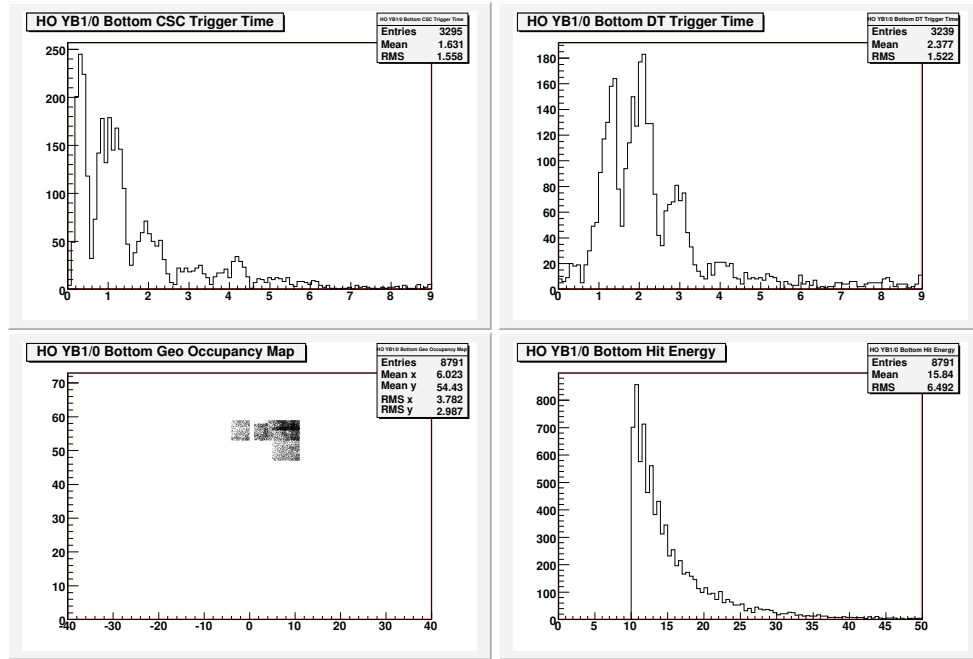 HO YB1/0 Bottom CSC Trigger Time
HO YB1/0 Bottom CSC Trigger Time
Entries 3295
Mean 1.631
RMS 1.558
250
200
150
100
50
0
0 1 2 3 4 5 6 7 8 9
HO YB1/0 Bottom DT Trigger Time
HO YB1/0 Bottom DT Trigger Time
Entries 3239
Mean 2.377
RMS 1.522
180
160
140
120
100
80
60
40
20
0
0 1 2 3 4 5 6 7 8 9
HO YB1/0 Bottom Geo Occupancy Map
HO YB1/0 Bottom Geo Occupancy Map
Entries 8791
Mean x 6.023
Mean y 54.43
RMS x 3.782
RMS y 2.987
70
60
50
40
30
20
10
0
-40 -30 -20 -10 0 10 20 30 40
HO YB1/0 Bottom Hit Energy
HO YB1/0 Bottom Hit Energy
Entries 8791
Mean 15.84
RMS 6.492
800
700
600
500
400
300
200
100
0
0 5 10 15 20 25 30 35 40 45 50